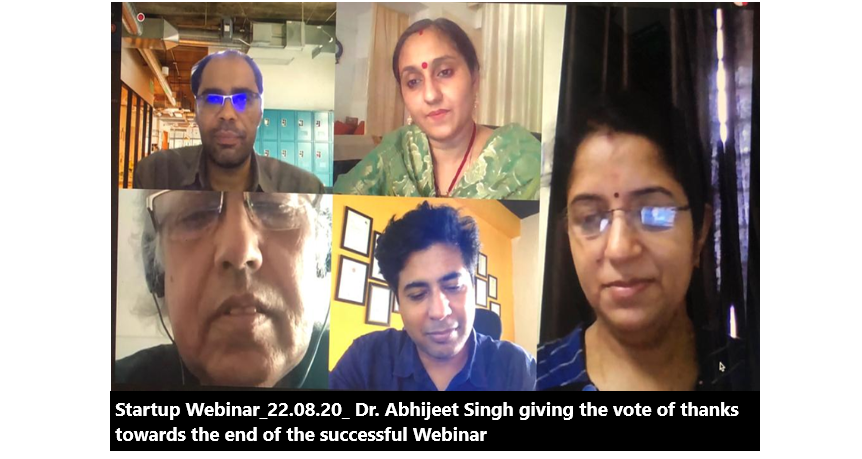 Startup Webinar_22.08.20_ Dr. Abhijeet Singh giving the vote of thanks
towards the end of the successful Webinar